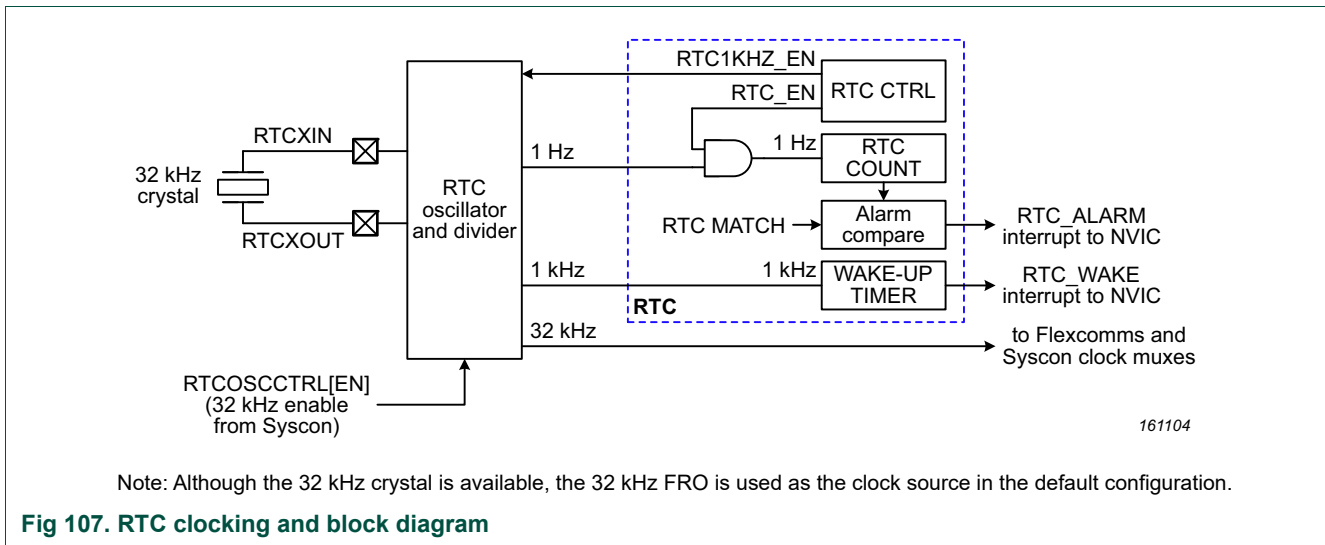 RTC1KHZ_EN
RTC CTRL
RTC_EN
RTCXIN
1 Hz
1 Hz
RTC
COUNT
32 kHz
crystal
RTC
oscillator
and divider
RTCXOUT
RTC MATCH
Alarm
compare
RTC_ALARM
interrupt to NVIC
1 kHz
1 kHz
WAKE-UP
TIMER
RTC_WAKE
interrupt to NVIC
RTC
32 kHz
to Flexcomms and
Syscon clock muxes
RTCOSCCTRL[EN]
(32 kHz enable
from Syscon)
161104
Note: Although the 32 kHz crystal is available, the 32 kHz FRO is used as the clock source in the default configuration.
Fig 107. RTC clocking and block diagram